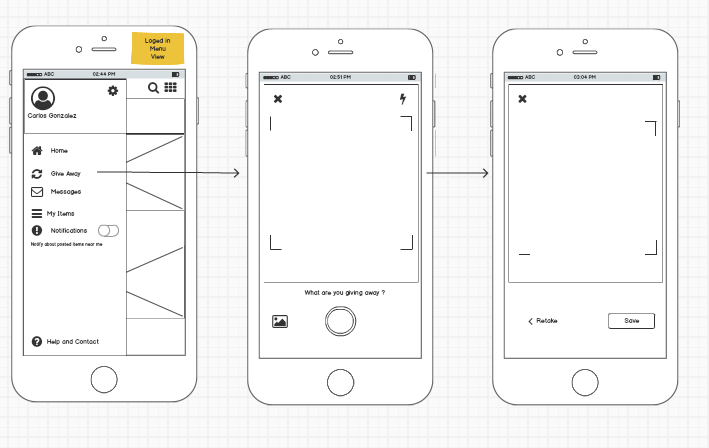 Logged in
Menu
View
ABC 02:44 PM
Carlos Gonzalez
Home
Give Away
Messages
My Items
Notifications
Notify about posted items near me
Help and Contact
ABC 02:51 PM
What are you giving away ?
ABC 03:04 PM
Retake
Save